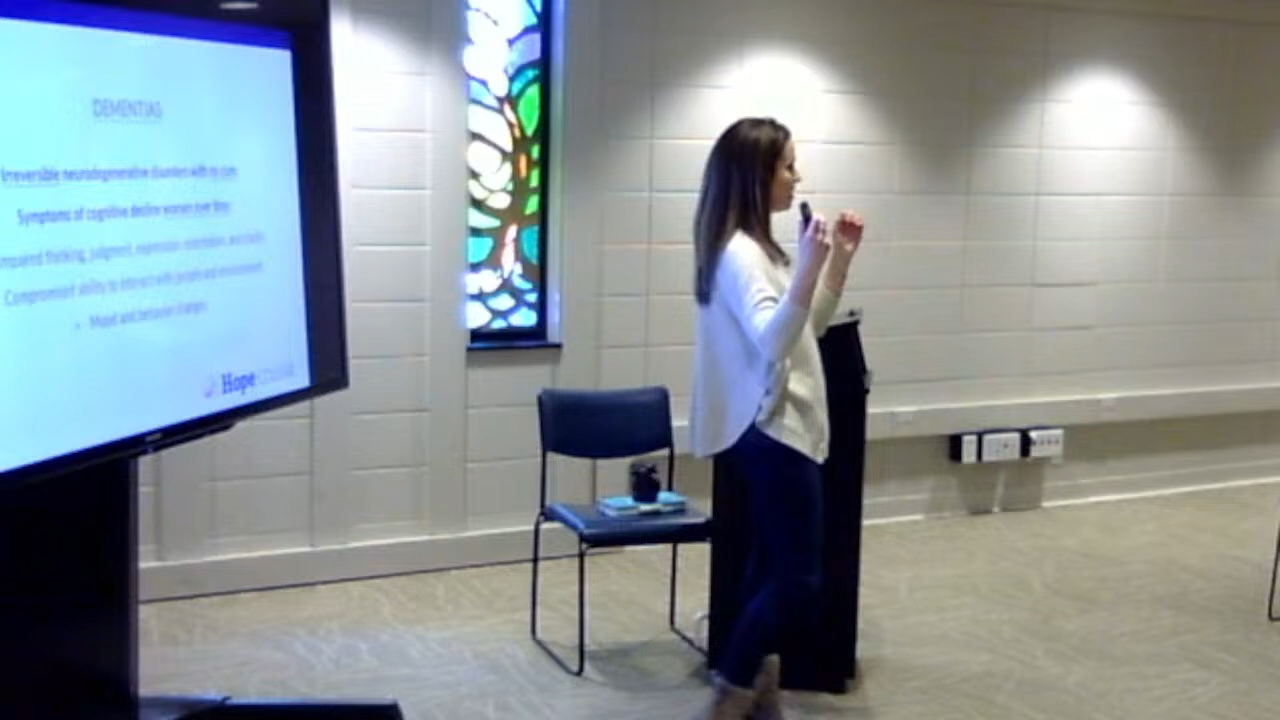 DEMENTIAS
Irreversible neurodegenerative disorders with no cure
Symptoms of cognitive decline worsen over time
Impaired thinking, judgment, expression, orientation, and
Compromised ability to interact with people and environment
Mood and behavior changes
Hope COLLEGE